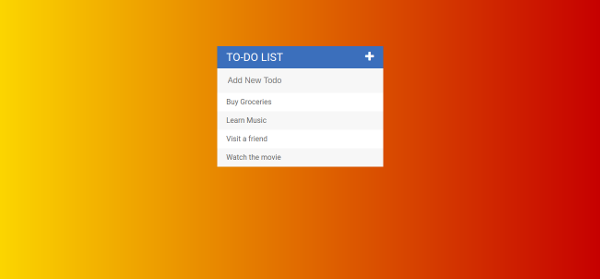 TO-DO LIST
Add New Todo
Buy Groceries
Learn Music
Visit a friend
Watch the movie